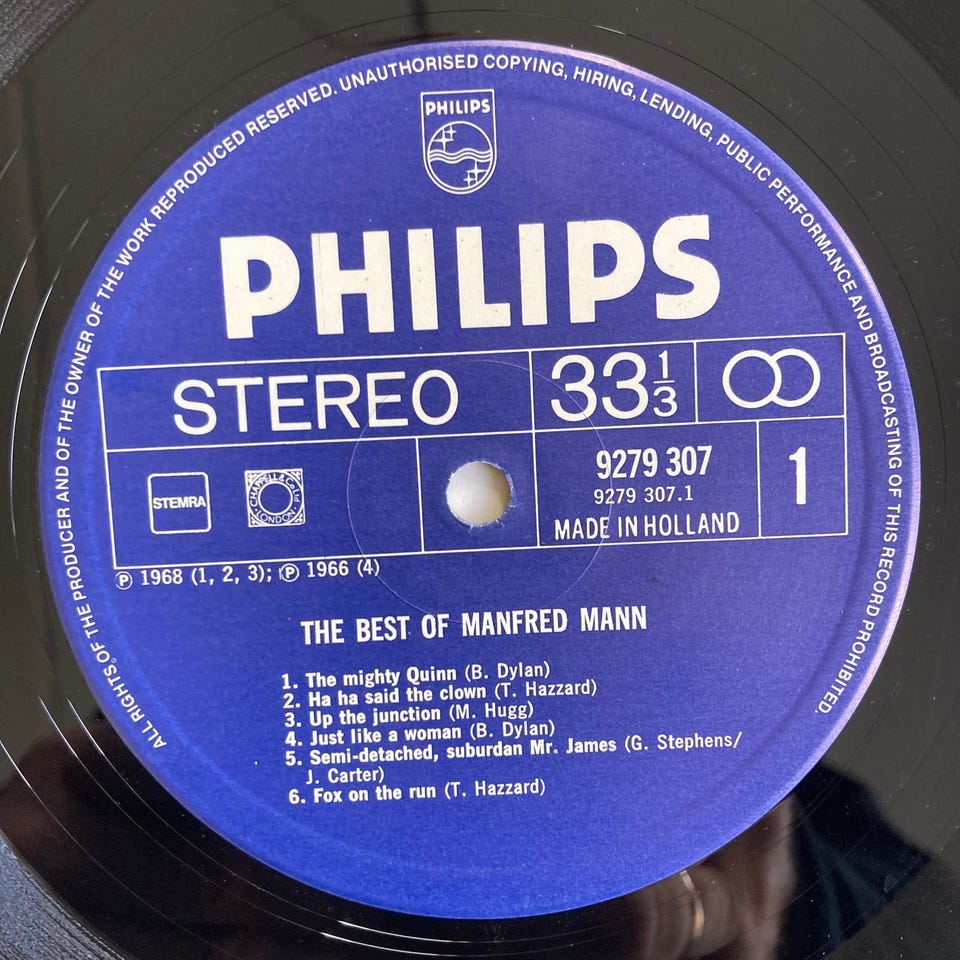 ALL RIGHTS OF THE PRODUCER AND OF THE OWNER OF THE WORK REPRODUCED RESERVED. UNAUTHORISED COPYING, HIRING, LENDING, PUBLIC PERFORMANCE AND BROADCASTING OF THIS RECORD PROHIBITED.
PHILIPS
PHILIPS
STEREO
33 1/3
STEMRA
CHAPPELL & Co Ltd
LONDON
9279 307
9279 307.1
MADE IN HOLLAND
1
Ⓟ 1968 (1, 2, 3); Ⓟ 1966 (4)
THE BEST OF MANFRED MANN
1. The mighty Quinn (B. Dylan)
2. Ha ha said the clown (T. Hazzard)
3. Up the junction (M. Hugg)
4. Just like a woman (B. Dylan)
5. Semi-detached, suburdan Mr. James (G. Stephens/
J. Carter)
6. Fox on the run (T. Hazzard)